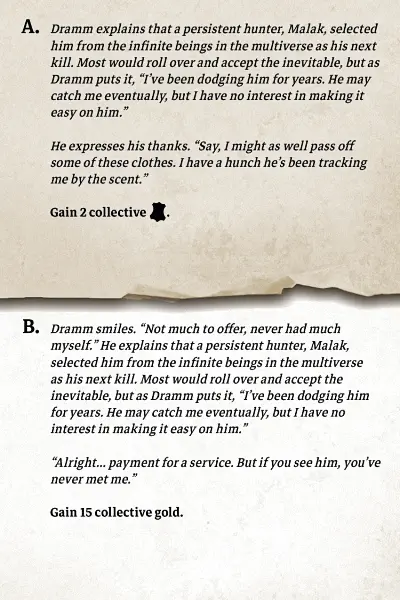 A. Dramm explains that a persistent hunter, Malak, selected
him from the infinite beings in the multiverse as his next
kill. Most would roll over and accept the inevitable, but as
Dramm puts it, “I’ve been dodging him for years. He may
catch me eventually, but I have no interest in making it
easy on him.”
He expresses his thanks. “Say, I might as well pass off
some of these clothes. I have a hunch he’s been tracking
me by the scent.”
Gain 2 collective .
B. Dramm smiles. “Not much to offer, never had much
myself.” He explains that a persistent hunter, Malak,
selected him from the infinite beings in the multiverse
as his next kill. Most would roll over and accept the
inevitable, but as Dramm puts it, “I’ve been dodging him
for years. He may catch me eventually, but I have no
interest in making it easy on him.”
“Alright... payment for a service. But if you see him, you’ve
never met me.”
Gain 15 collective gold.